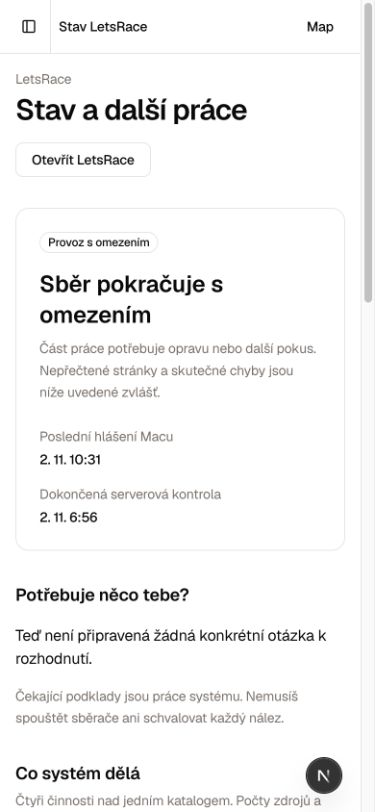 Stav LetsRace
Map
LetsRace
Stav a další práce
Otevřít LetsRace
Provoz s omezením
Sběr pokračuje s
omezením
Část práce potřebuje opravu nebo další pokus.
Nepřečtené stránky a skutečné chyby jsou
níže uvedené zvlášť.
Poslední hlášení Macu
2. 11. 10:31
Dokončená serverová kontrola
2. 11. 6:56
Potřebuje něco tebe?
Teď není připravená žádná konkrétní otázka k
rozhodnutí.
Čekající podklady jsou práce systému. Nemusíš
spouštět sběrače ani schvalovat každý nález.
Co systém dělá
N
Čtyři činnosti nad jedním katalogem. Počty zdrojů a